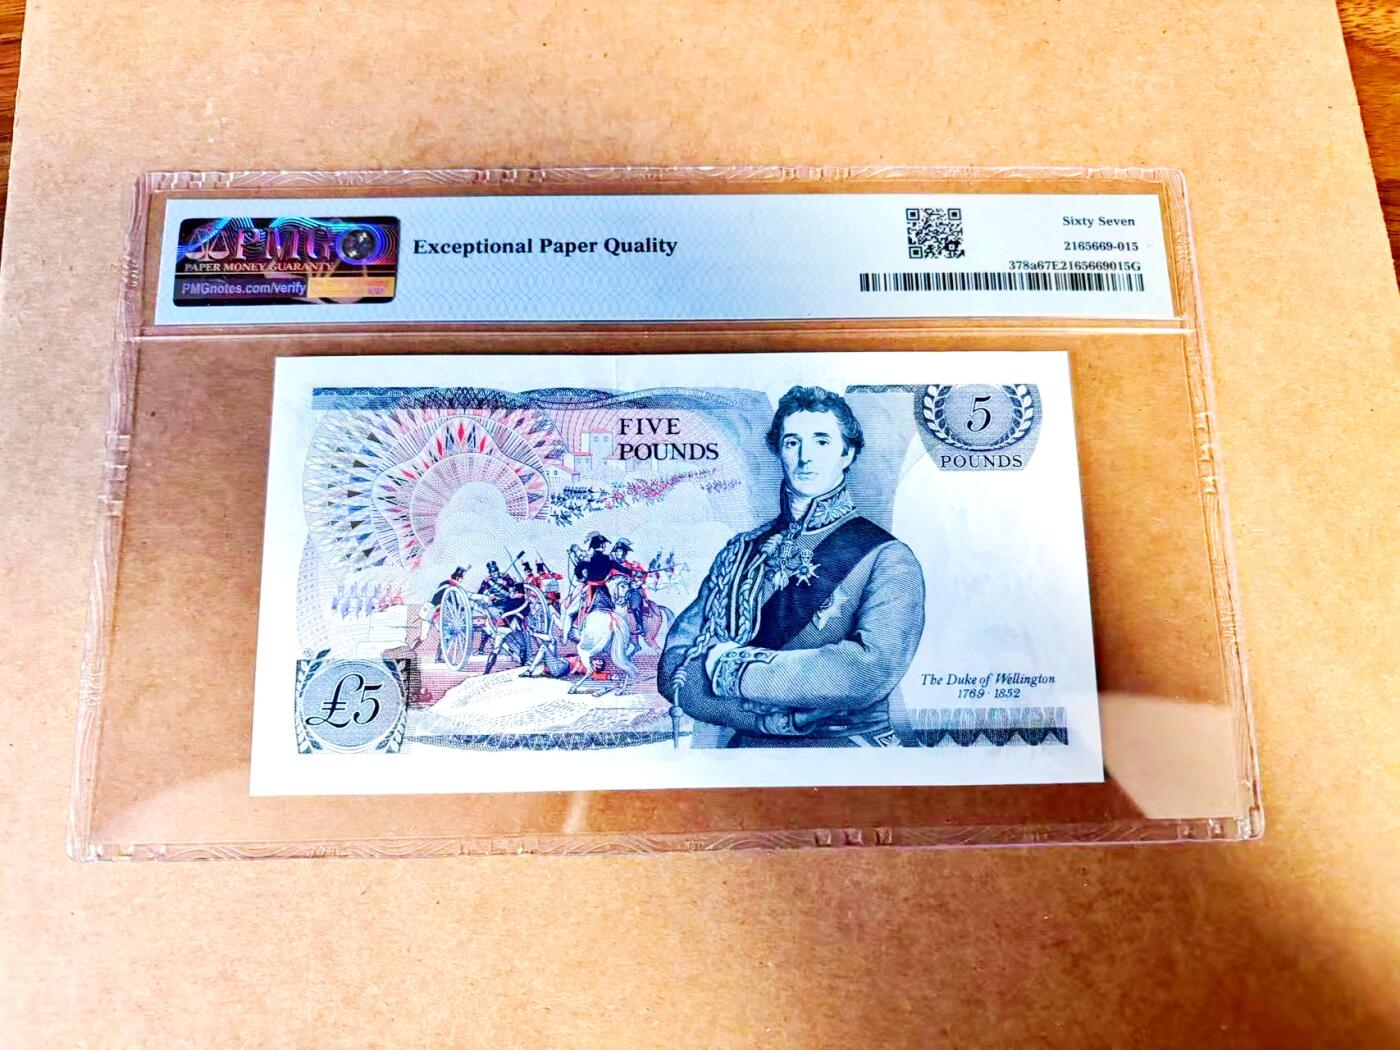 PMG
PAPER MONEY GUARANTY
PMGnotes.com/verify
Exceptional Paper Quality
Sixty Seven
2165669-015
378a67E2165669015G
FIVE
POUNDS
5
POUNDS
The Duke of Wellington
1769 · 1852
£5